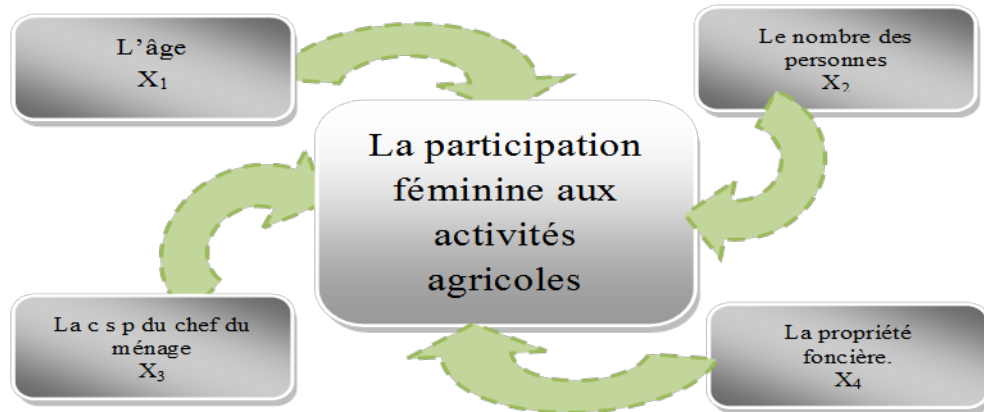 L'âge
X₁
Le nombre des
personnes
X₂
La participation
féminine aux
activités
agricoles
La c s p du chef du
ménage
X₃
La propriété
foncière.
X₄